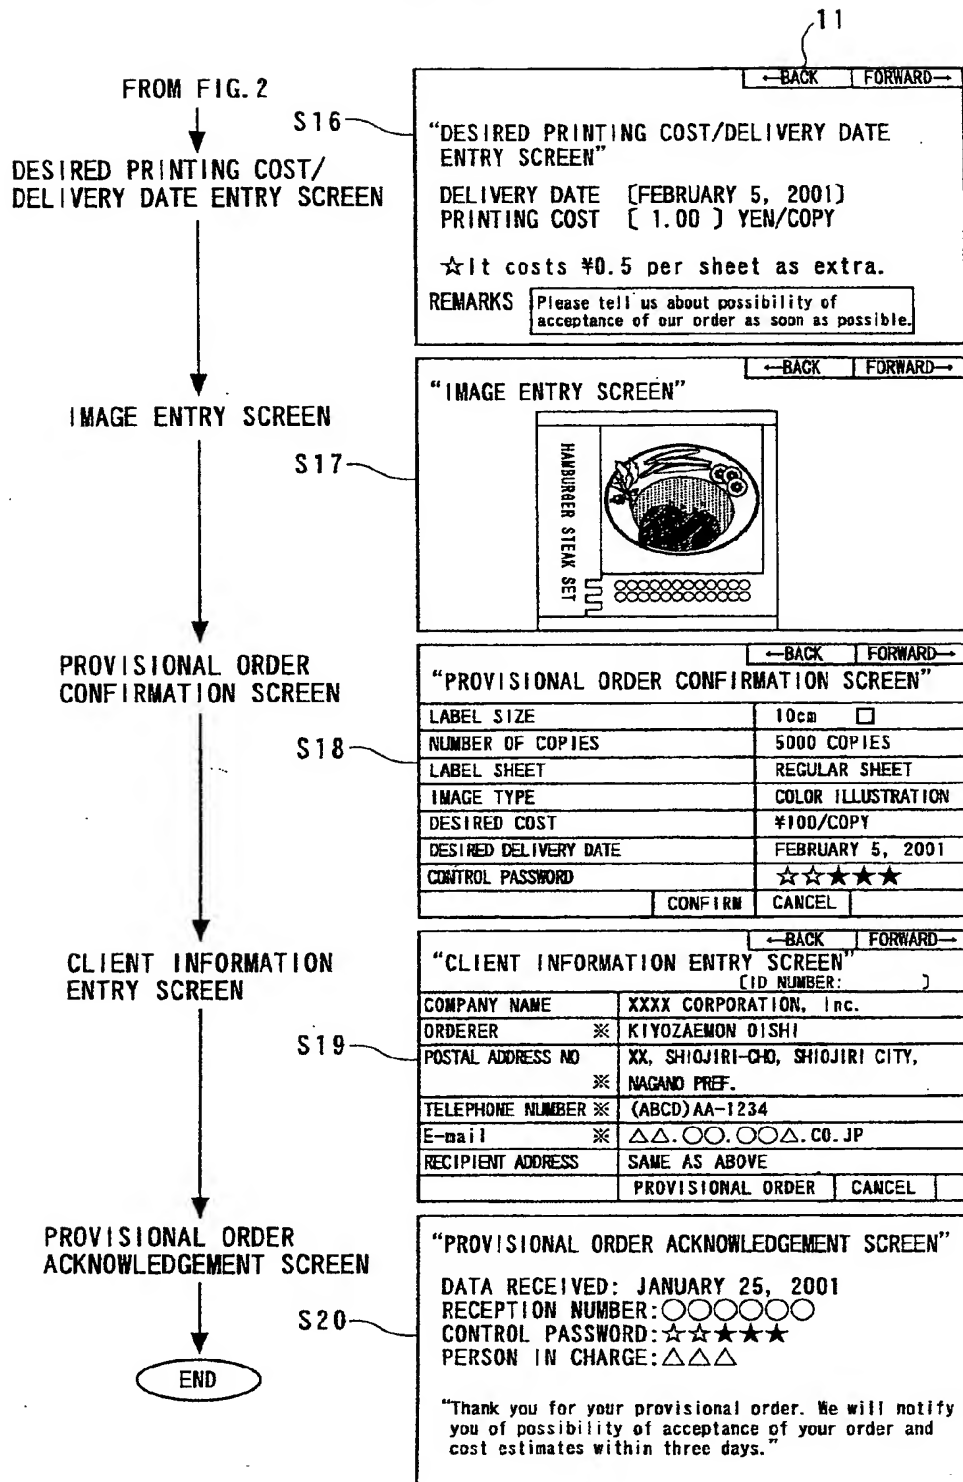 11
FROM FIG. 2
DESIRED PRINTING COST/
DELIVERY DATE ENTRY SCREEN
S16
←BACK FORWARD→
“DESIRED PRINTING COST/DELIVERY DATE
ENTRY SCREEN”
DELIVERY DATE [FEBRUARY 5, 2001]
PRINTING COST [ 1.00 ] YEN/COPY
☆It costs ¥0.5 per sheet as extra.
REMARKS Please tell us about possibility of
acceptance of our order as soon as possible.
IMAGE ENTRY SCREEN
S17
←BACK FORWARD→
“IMAGE ENTRY SCREEN”
HAMBURGER STEAK SET
○○○○○○○○○○○○
○○○○○○○○○○○○
PROVISIONAL ORDER
CONFIRMATION SCREEN
S18
←BACK FORWARD→
“PROVISIONAL ORDER CONFIRMATION SCREEN”
LABEL SIZE 10cm □
NUMBER OF COPIES 5000 COPIES
LABEL SHEET REGULAR SHEET
IMAGE TYPE COLOR ILLUSTRATION
DESIRED COST ¥100/COPY
DESIRED DELIVERY DATE FEBRUARY 5, 2001
CONTROL PASSWORD ☆☆★★★
CONFIRM CANCEL
CLIENT INFORMATION
ENTRY SCREEN
S19
←BACK FORWARD→
“CLIENT INFORMATION ENTRY SCREEN”
[ID NUMBER: ]
COMPANY NAME XXXX CORPORATION, Inc.
ORDERER ※ KIYOZAEMON OISHI
POSTAL ADDRESS NO XX, SHIOJIRI-CHO, SHIOJIRI CITY,
※ NAGANO PREF.
TELEPHONE NUMBER ※ (ABCD)AA-1234
E-mail ※ △△.○○.○○△.CO.JP
RECIPIENT ADDRESS SAME AS ABOVE
PROVISIONAL ORDER CANCEL
PROVISIONAL ORDER
ACKNOWLEDGEMENT SCREEN
S20
END
“PROVISIONAL ORDER ACKNOWLEDGEMENT SCREEN”
DATA RECEIVED: JANUARY 25, 2001
RECEPTION NUMBER:○○○○○○
CONTROL PASSWORD:☆☆★★★
PERSON IN CHARGE:△△△
“Thank you for your provisional order. We will notify
you of possibility of acceptance of your order and
cost estimates within three days.”